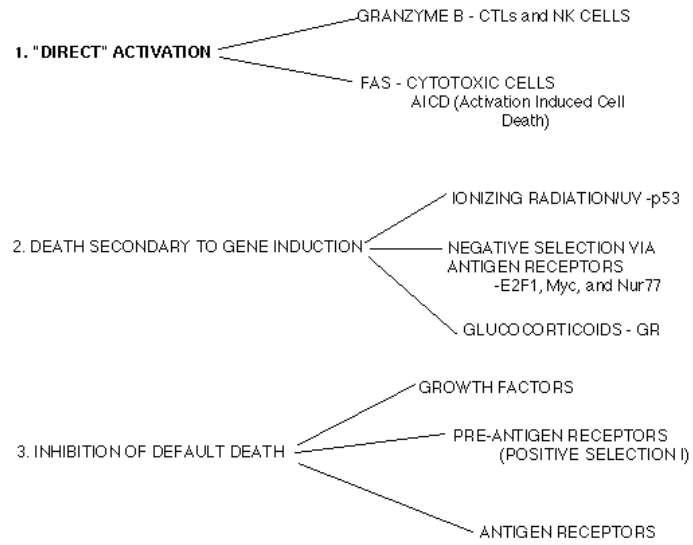 GRANZYME B - CTLs and NK CELLS
1. "DIRECT" ACTIVATION
FAS - CYTOTOXIC CELLS
AICD (Activation Induced Cell
Death)
IONIZING RADIATION/UV -p53
2. DEATH SECONDARY TO GENE INDUCTION
NEGATIVE SELECTION VIA
ANTIGEN RECEPTORS
-E2F1, Myc, and Nur77
GLUCOCORTICOIDS - GR
GROWTH FACTORS
3. INHIBITION OF DEFAULT DEATH
PRE-ANTIGEN RECEPTORS
(POSITIVE SELECTION I)
ANTIGEN RECEPTORS